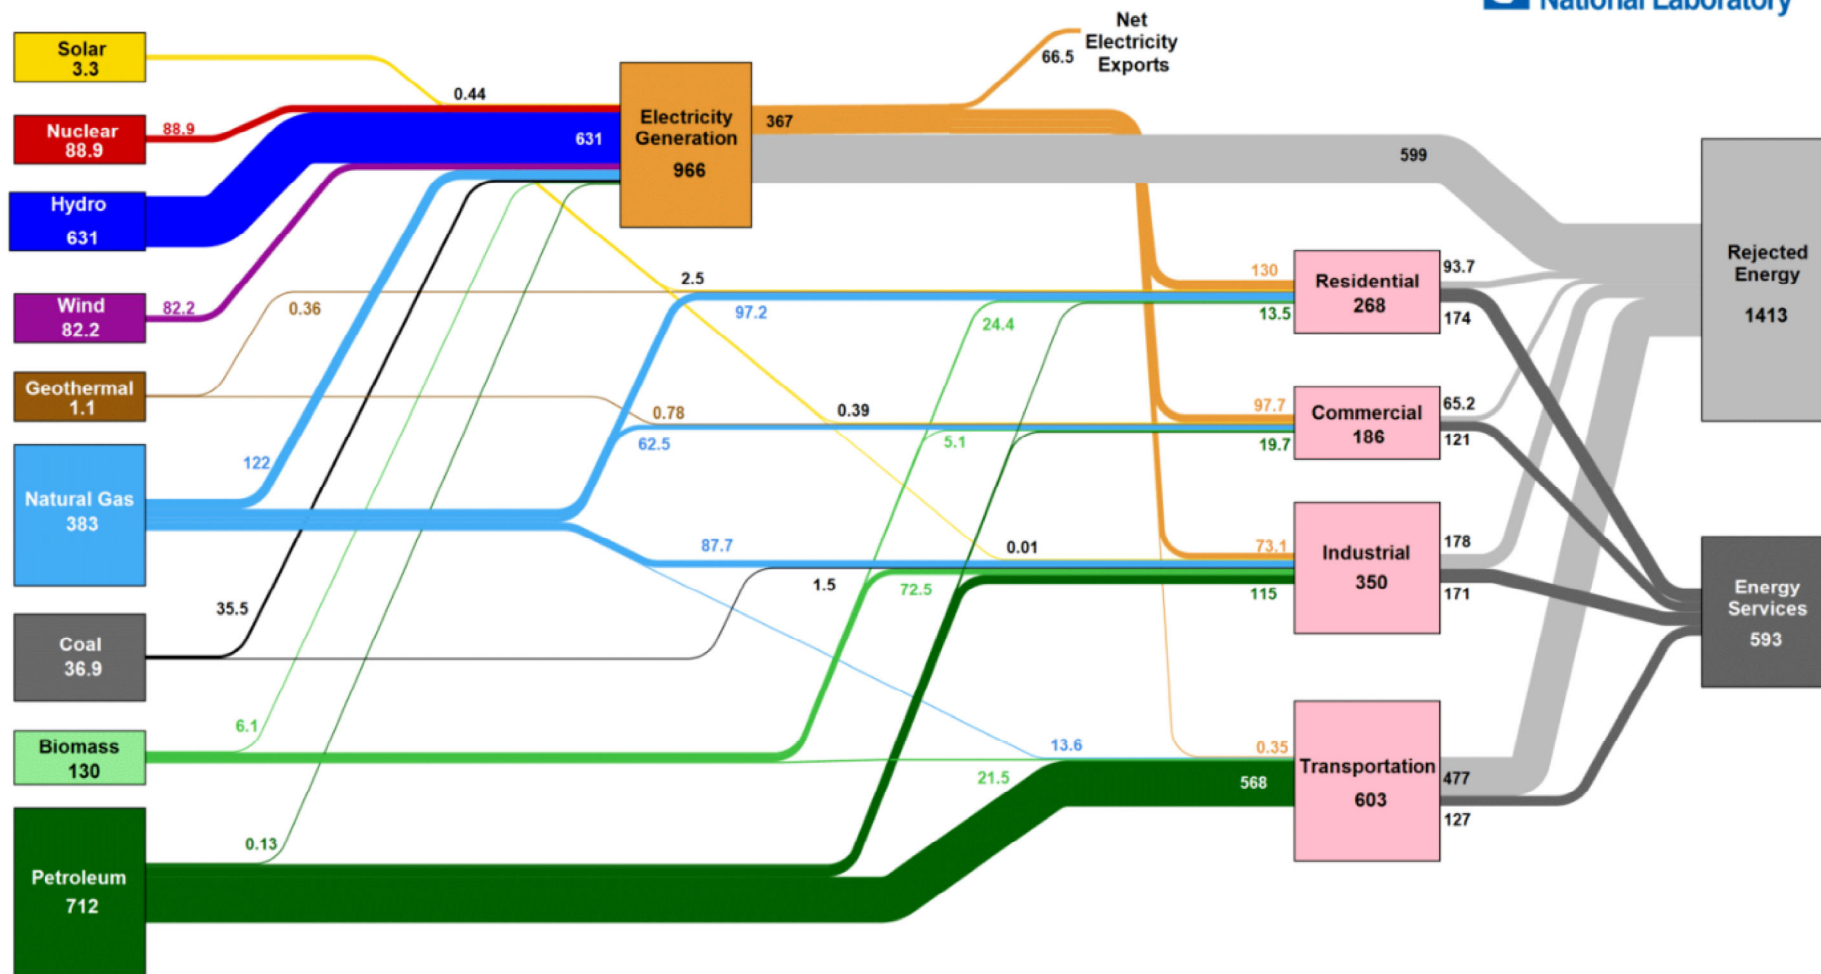 National Laboratory
Net
Electricity
Exports
66.5
Solar
3.3
0.44
Nuclear
88.9
88.9
Hydro
631
631
Electricity
Generation
966
367
599
Wind
82.2
82.2
Geothermal
1.1
0.36
0.78
Natural Gas
383
122
2.5
97.2
62.5
0.39
87.7
0.01
13.6
Coal
36.9
35.5
1.5
Biomass
130
6.1
24.4
5.1
72.5
21.5
Petroleum
712
0.13
130
13.5
Residential
268
93.7
174
97.7
19.7
Commercial
186
65.2
121
73.1
115
Industrial
350
178
171
0.35
568
Transportation
603
477
127
Rejected
Energy
1413
Energy
Services
593